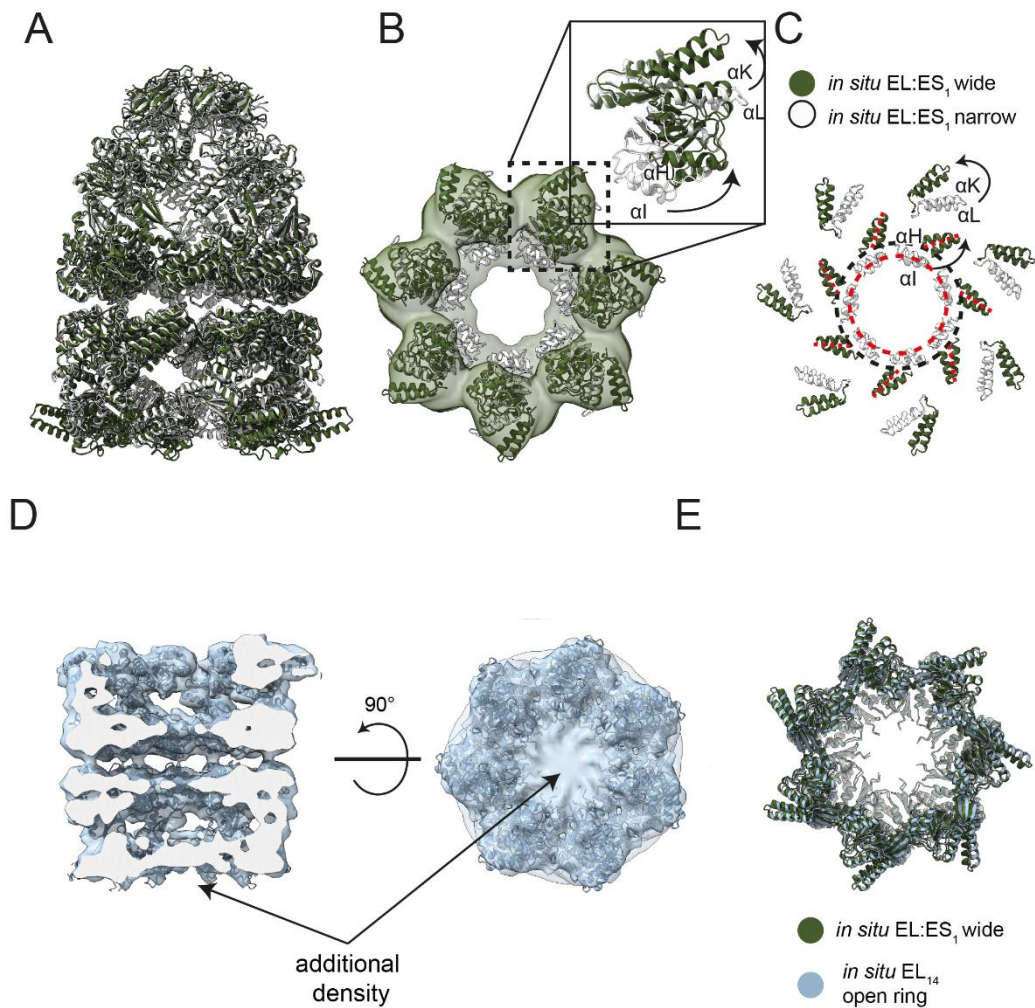 A
B
C
αK
αL
αH
αI
in situ EL:ES1 wide
in situ EL:ES1 narrow
αK
αL
αH
αI
D
E
90°
additional
density
in situ EL:ES1 wide
in situ EL14
open ring